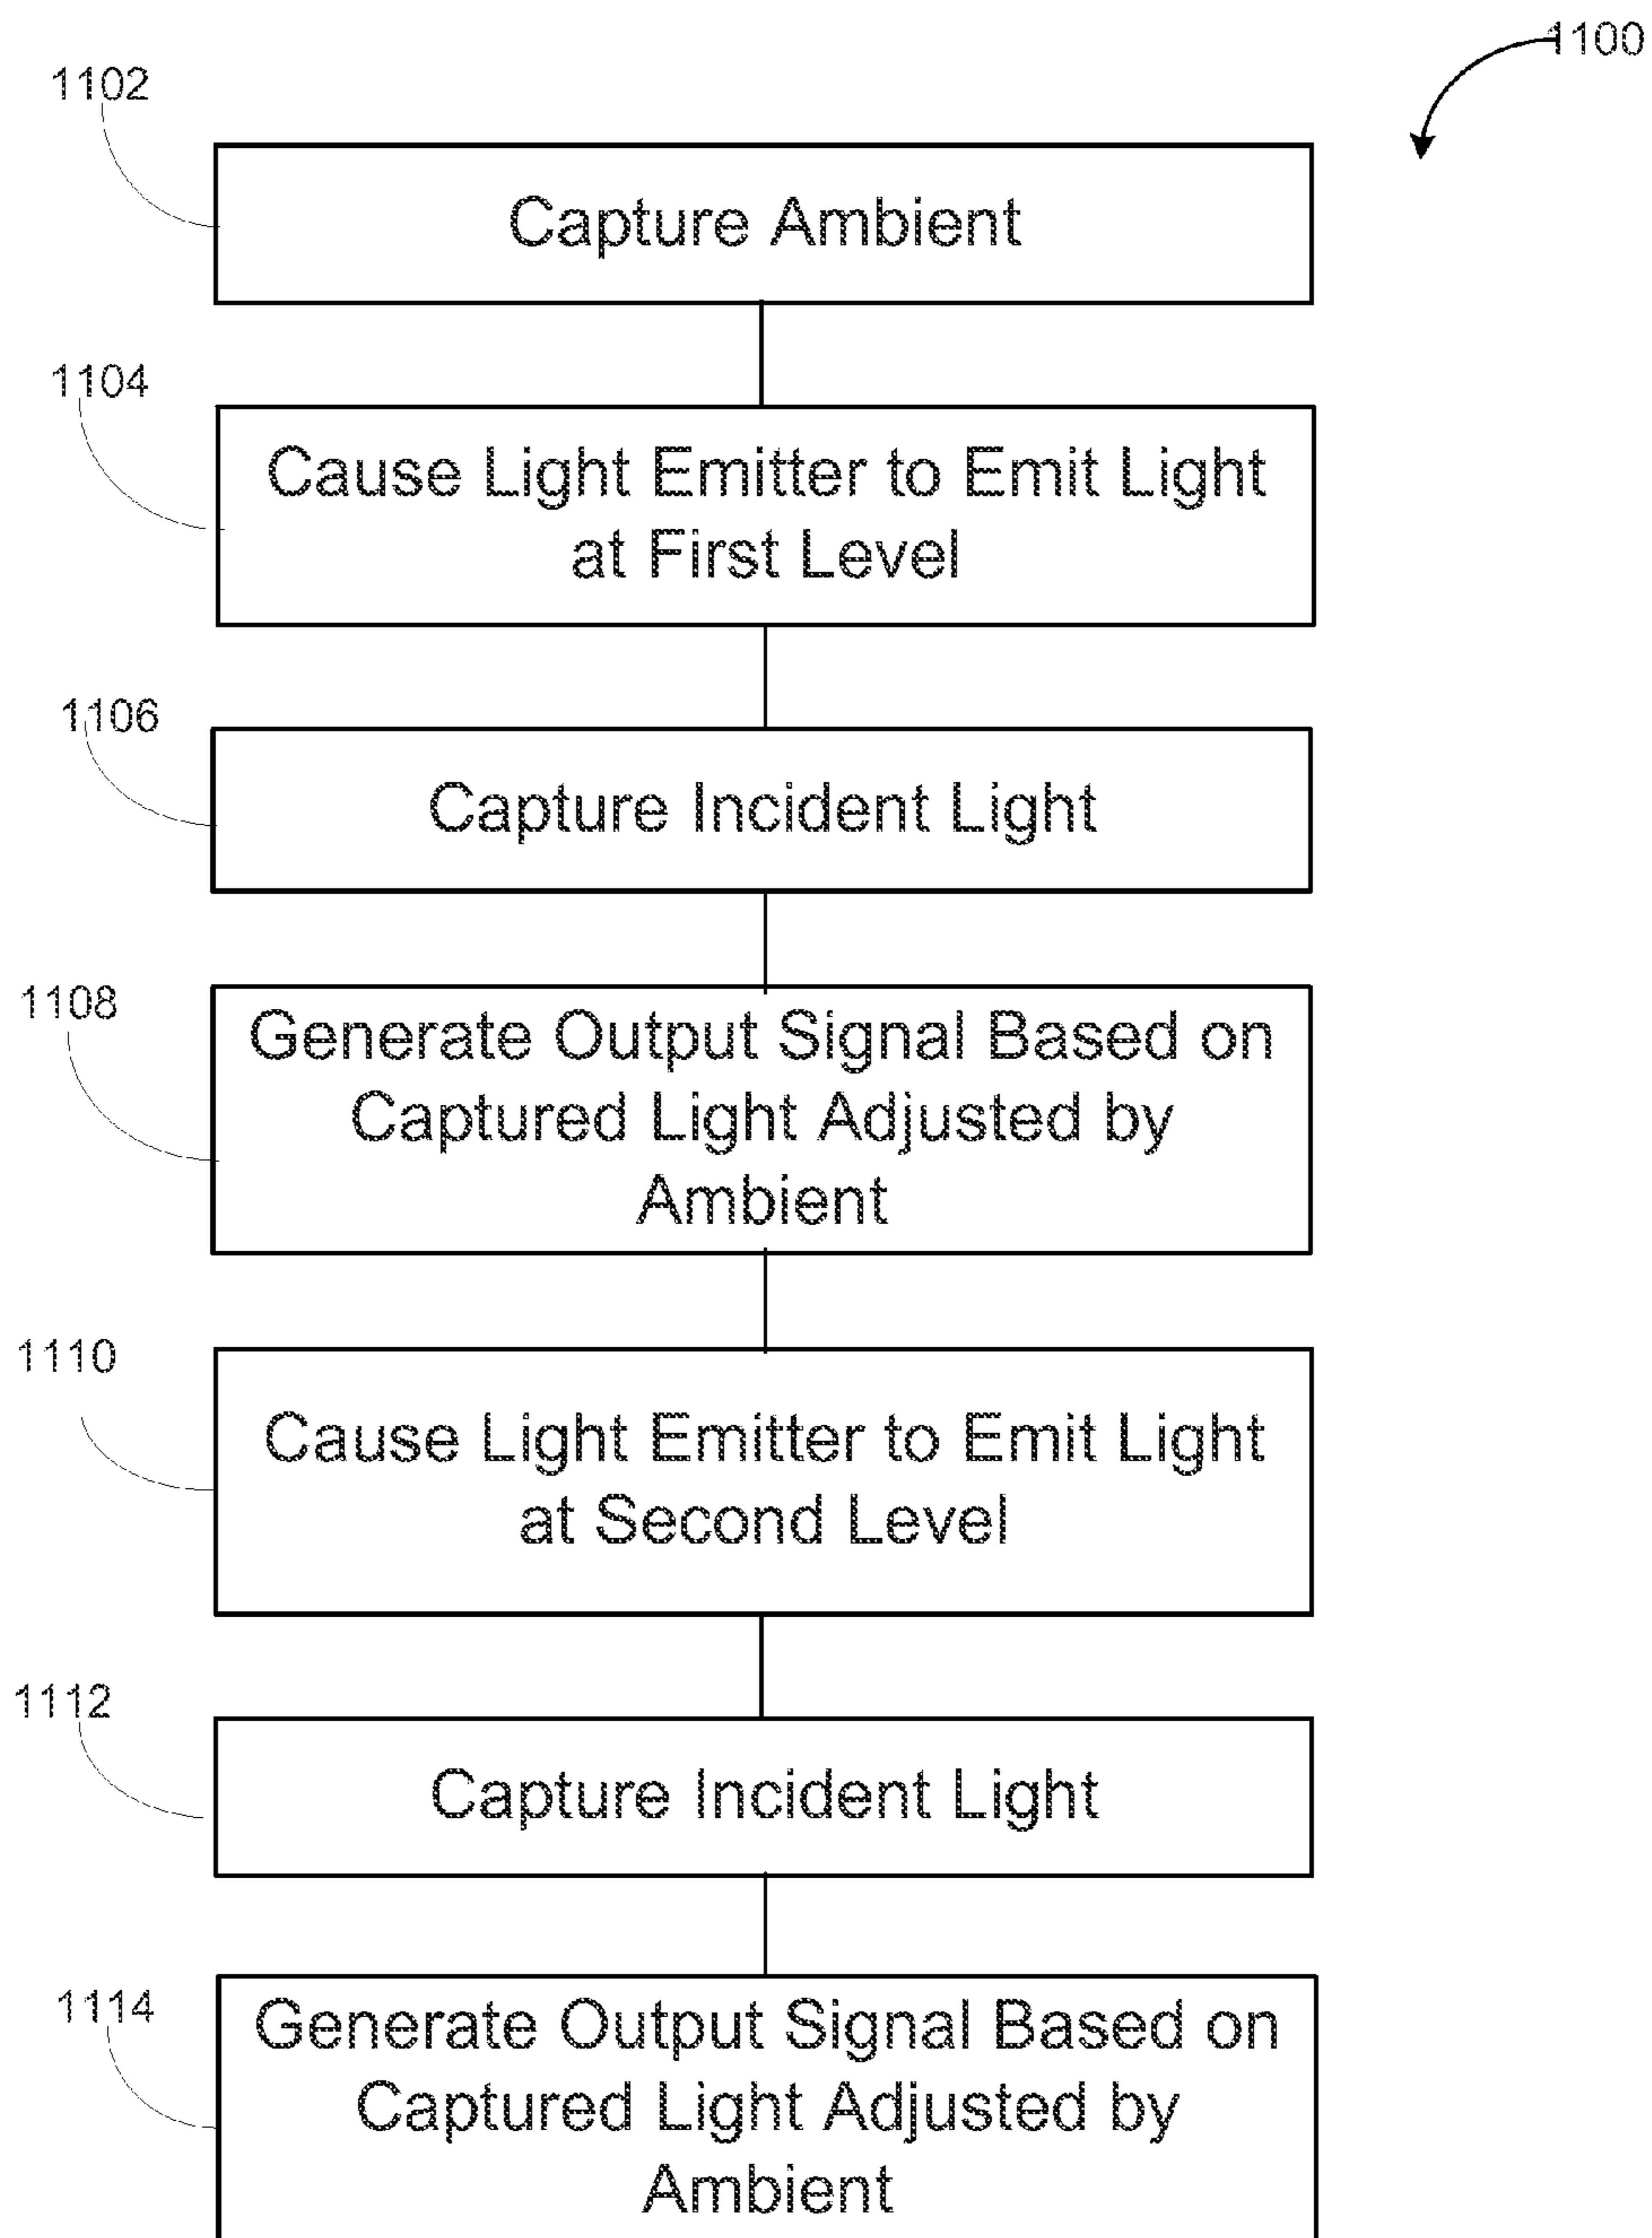 1100
1102
Capture Ambient
1104
Cause Light Emitter to Emit Light
at First Level
1106
Capture Incident Light
1108
Generate Output Signal Based on
Captured Light Adjusted by
Ambient
1110
Cause Light Emitter to Emit Light
at Second Level
1112
Capture Incident Light
1114
Generate Output Signal Based on
Captured Light Adjusted by
Ambient